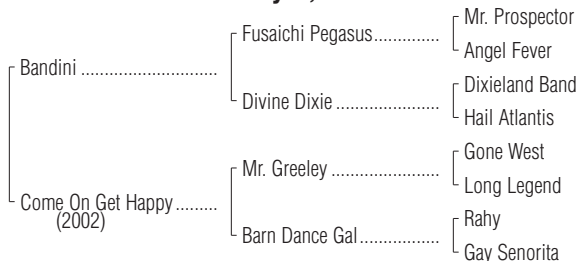 Mr. Prospector
Fusaichi Pegasus..............
Angel Fever
Bandini .............................
Dixieland Band
Divine Dixie ......................
Hail Atlantis
Gone West
Mr. Greeley .......................
Long Legend
Come On Get Happy .........
(2002)
Rahy
Barn Dance Gal.................
Gay Senorita